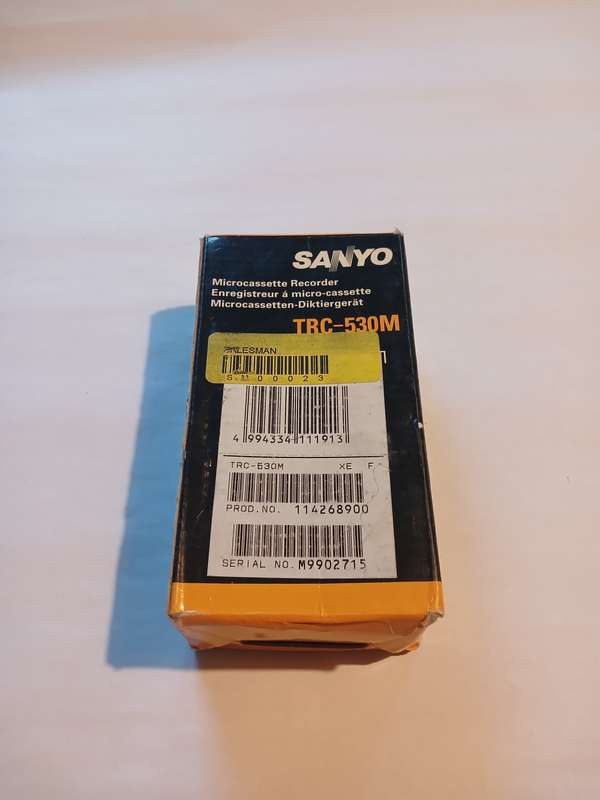 SANYO
Microcassette Recorder
Enregistreur á micro-cassette
Microcassetten-Diktiergerät
TRC-530M
S.M 00023
4 994334 111913
TRC-530M XE F
PROD.NO. 114268900
SERIAL NO. M9902715